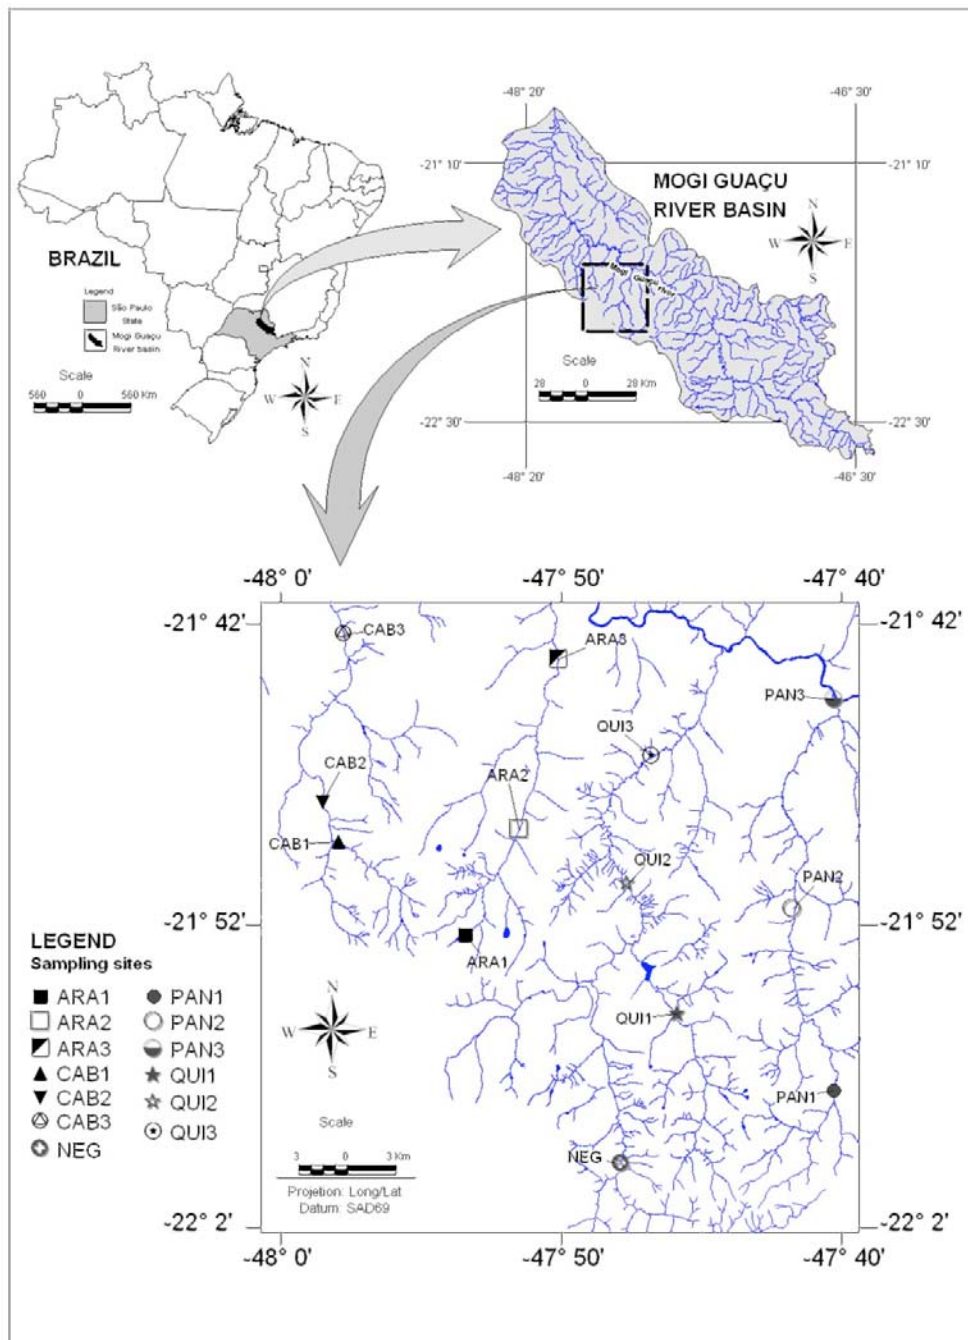 BRAZIL
Legend
São Paulo
State
Mogi Guaçu
River basin
Scale
560 0 560 Km
N
W E
S
-48° 20'
-46° 30'
-21° 10'
-21° 10'
MOGI GUAÇU
RIVER BASIN
N
W E
S
Mogi Guaçu river
Scale
28 0 28 Km
-22° 30'
-22° 30'
-48° 20'
-46° 30'
-48° 0'
-47° 50'
-47° 40'
-21° 42'
-21° 42'
CAB3
ARA3
PAN3
QUI3
CAB2
ARA2
CAB1
QUI2
PAN2
-21° 52'
-21° 52'
ARA1
QUI1
PAN1
NEG
LEGEND
Sampling sites
ARA1
ARA2
ARA3
CAB1
CAB2
CAB3
NEG
PAN1
PAN2
PAN3
QUI1
QUI2
QUI3
N
W E
S
Scale
3 0 3 Km
Projetion: Long/Lat
Datum: SAD69
-22° 2'
-22° 2'
-48° 0'
-47° 50'
-47° 40'